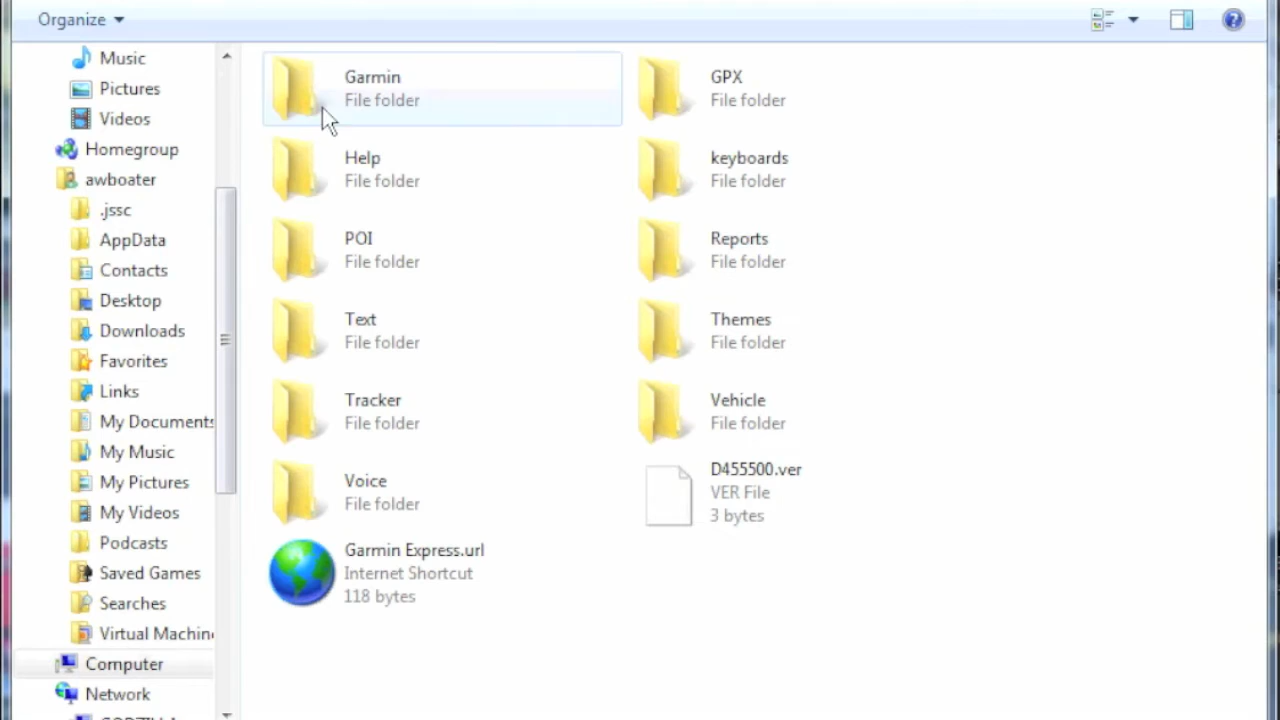 Organize
Music
Pictures
Videos
Homegroup
awboater
.jssc
AppData
Contacts
Desktop
Downloads
Favorites
Links
My Documents
My Music
My Pictures
My Videos
Podcasts
Saved Games
Searches
Virtual Machin
Computer
Network
Garmin
File folder
GPX
File folder
Help
File folder
keyboards
File folder
POI
File folder
Reports
File folder
Text
File folder
Themes
File folder
Tracker
File folder
Vehicle
File folder
Voice
File folder
D455500.ver
VER File
3 bytes
Garmin Express.url
Internet Shortcut
118 bytes